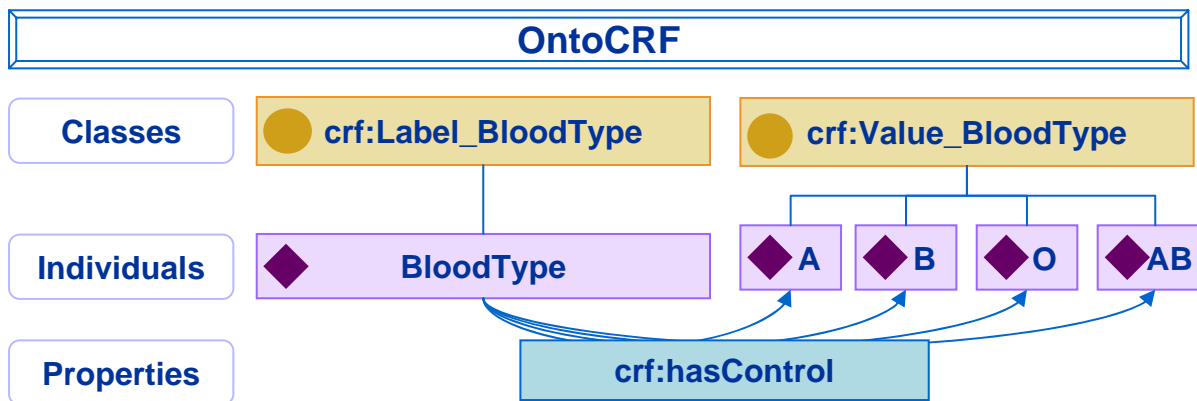 OntoCRF
Classes
crf:Label_BloodType
crf:Value_BloodType
Individuals
BloodType
A
B
O
AB
Properties
crf:hasControl